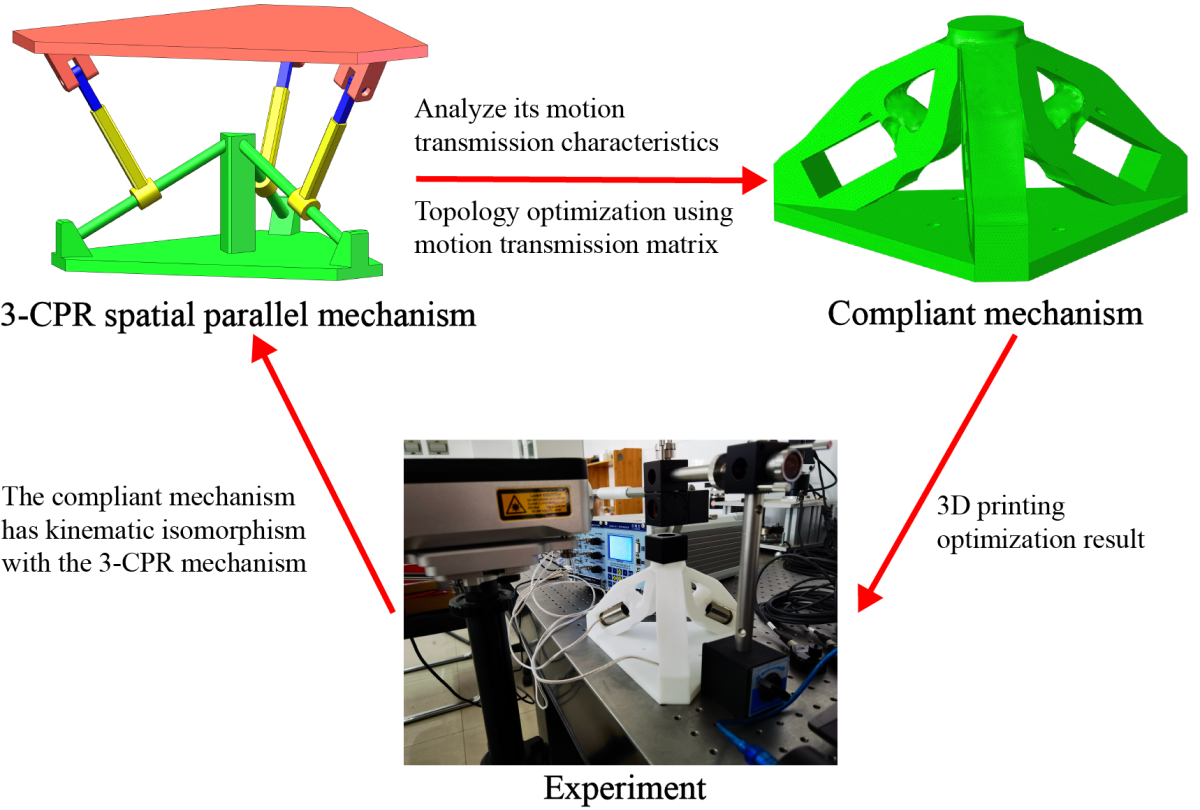 Analyze its motion
transmission characteristics
Topology optimization using
motion transmission matrix
3-CPR spatial parallel mechanism
Compliant mechanism
The compliant mechanism
has kinematic isomorphism
with the 3-CPR mechanism
3D printing
optimization result
Experiment